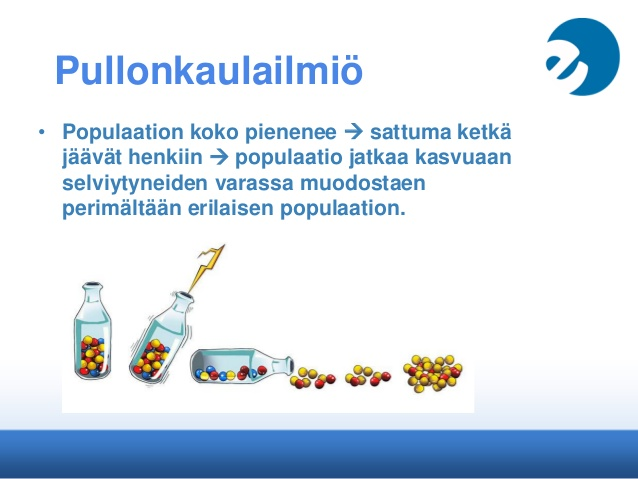 Pullonkaulailmiö
• Populaation koko pienenee → sattuma ketkä
jäävät henkiin → populaatio jatkaa kasvuaan
selviytyneiden varassa muodostaen
perimältään erilaisen populaation.